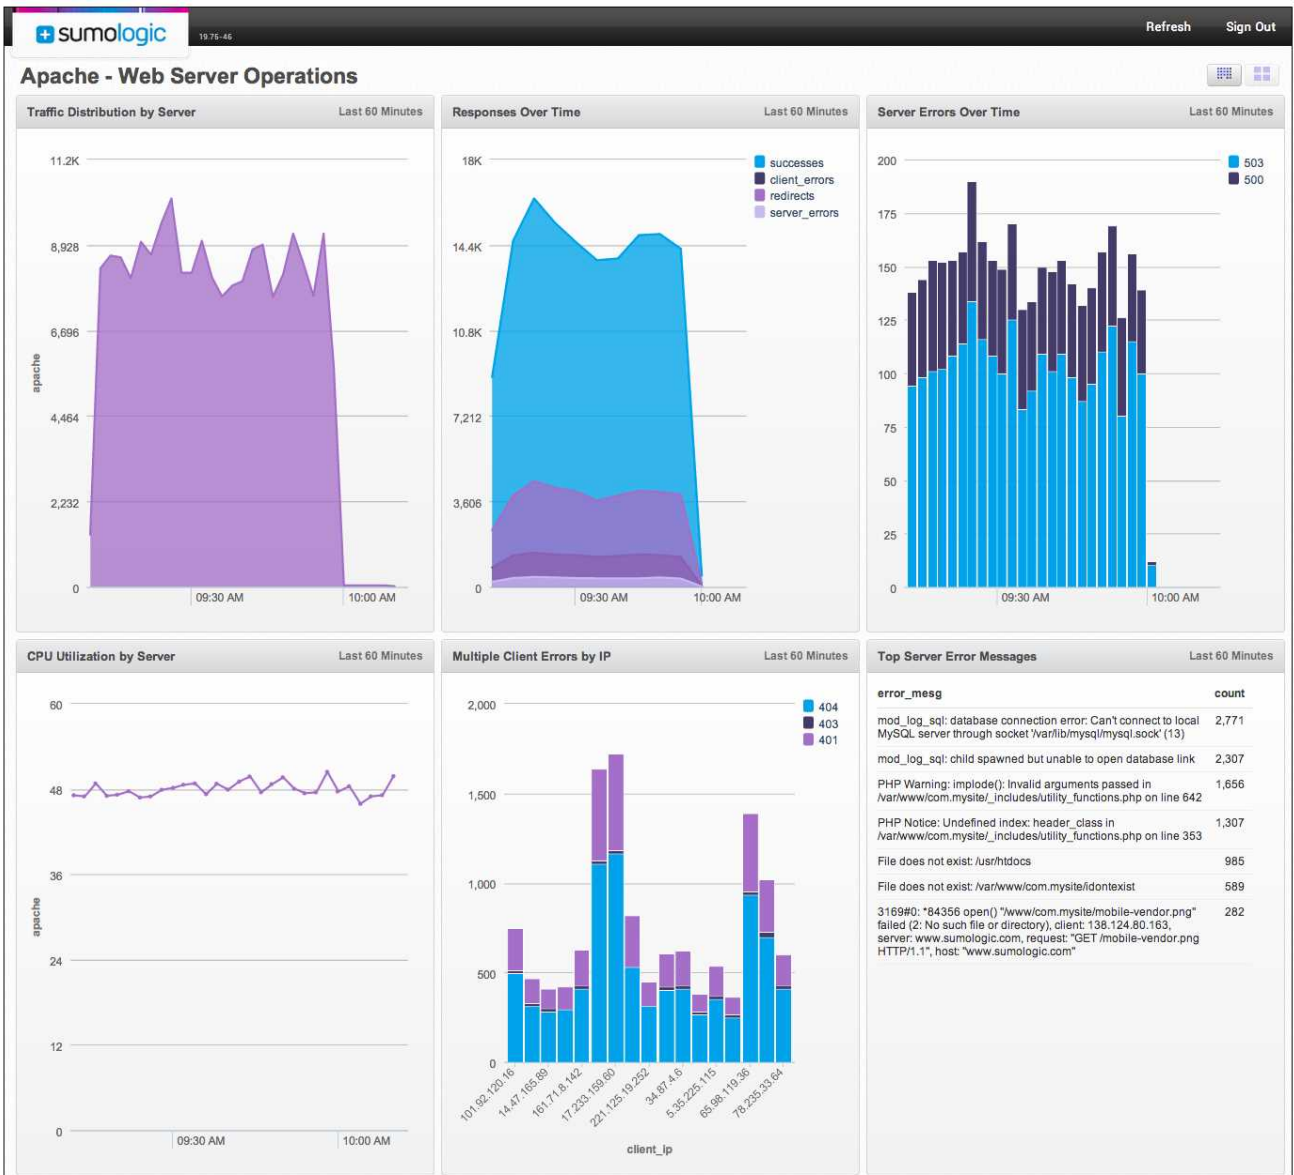 sumologic
19.76-46
Refresh
Sign Out
Apache - Web Server Operations
Traffic Distribution by Server
Last 60 Minutes
11.2K
8,928
6,696
4,464
2,232
0
apache
09:30 AM
10:00 AM
Responses Over Time
Last 60 Minutes
18K
14.4K
10.8K
7,212
3,606
0
successes
client_errors
redirects
server_errors
09:30 AM
10:00 AM
Server Errors Over Time
Last 60 Minutes
200
175
150
125
100
75
50
25
0
503
500
09:30 AM
10:00 AM
CPU Utilization by Server
Last 60 Minutes
60
48
36
24
12
0
apache
09:30 AM
10:00 AM
Multiple Client Errors by IP
Last 60 Minutes
2,000
1,500
1,000
500
0
404
403
401
101.92.120.16
14.47.165.89
161.71.8.142
17.233.159.60
221.125.19.252
34.87.4.6
5.35.225.115
65.98.119.36
78.235.33.64
client_ip
Top Server Error Messages
Last 60 Minutes
error_mesg count
mod_log_sql: database connection error: Can't connect to local 2,771
MySQL server through socket '/var/lib/mysql/mysql.sock' (13)
mod_log_sql: child spawned but unable to open database link 2,307
PHP Warning: implode(): Invalid arguments passed in 1,656
/var/www/com.mysite/_includes/utility_functions.php on line 642
PHP Notice: Undefined index: header_class in 1,307
/var/www/com.mysite/_includes/utility_functions.php on line 353
File does not exist: /usr/htdocs 985
File does not exist: /var/www/com.mysite/idontexist 589
3169#0: *84356 open() "/www/com.mysite/mobile-vendor.png" 282
failed (2: No such file or directory), client: 138.124.80.163,
server: www.sumologic.com, request: "GET /mobile-vendor.png
HTTP/1.1", host: "www.sumologic.com"